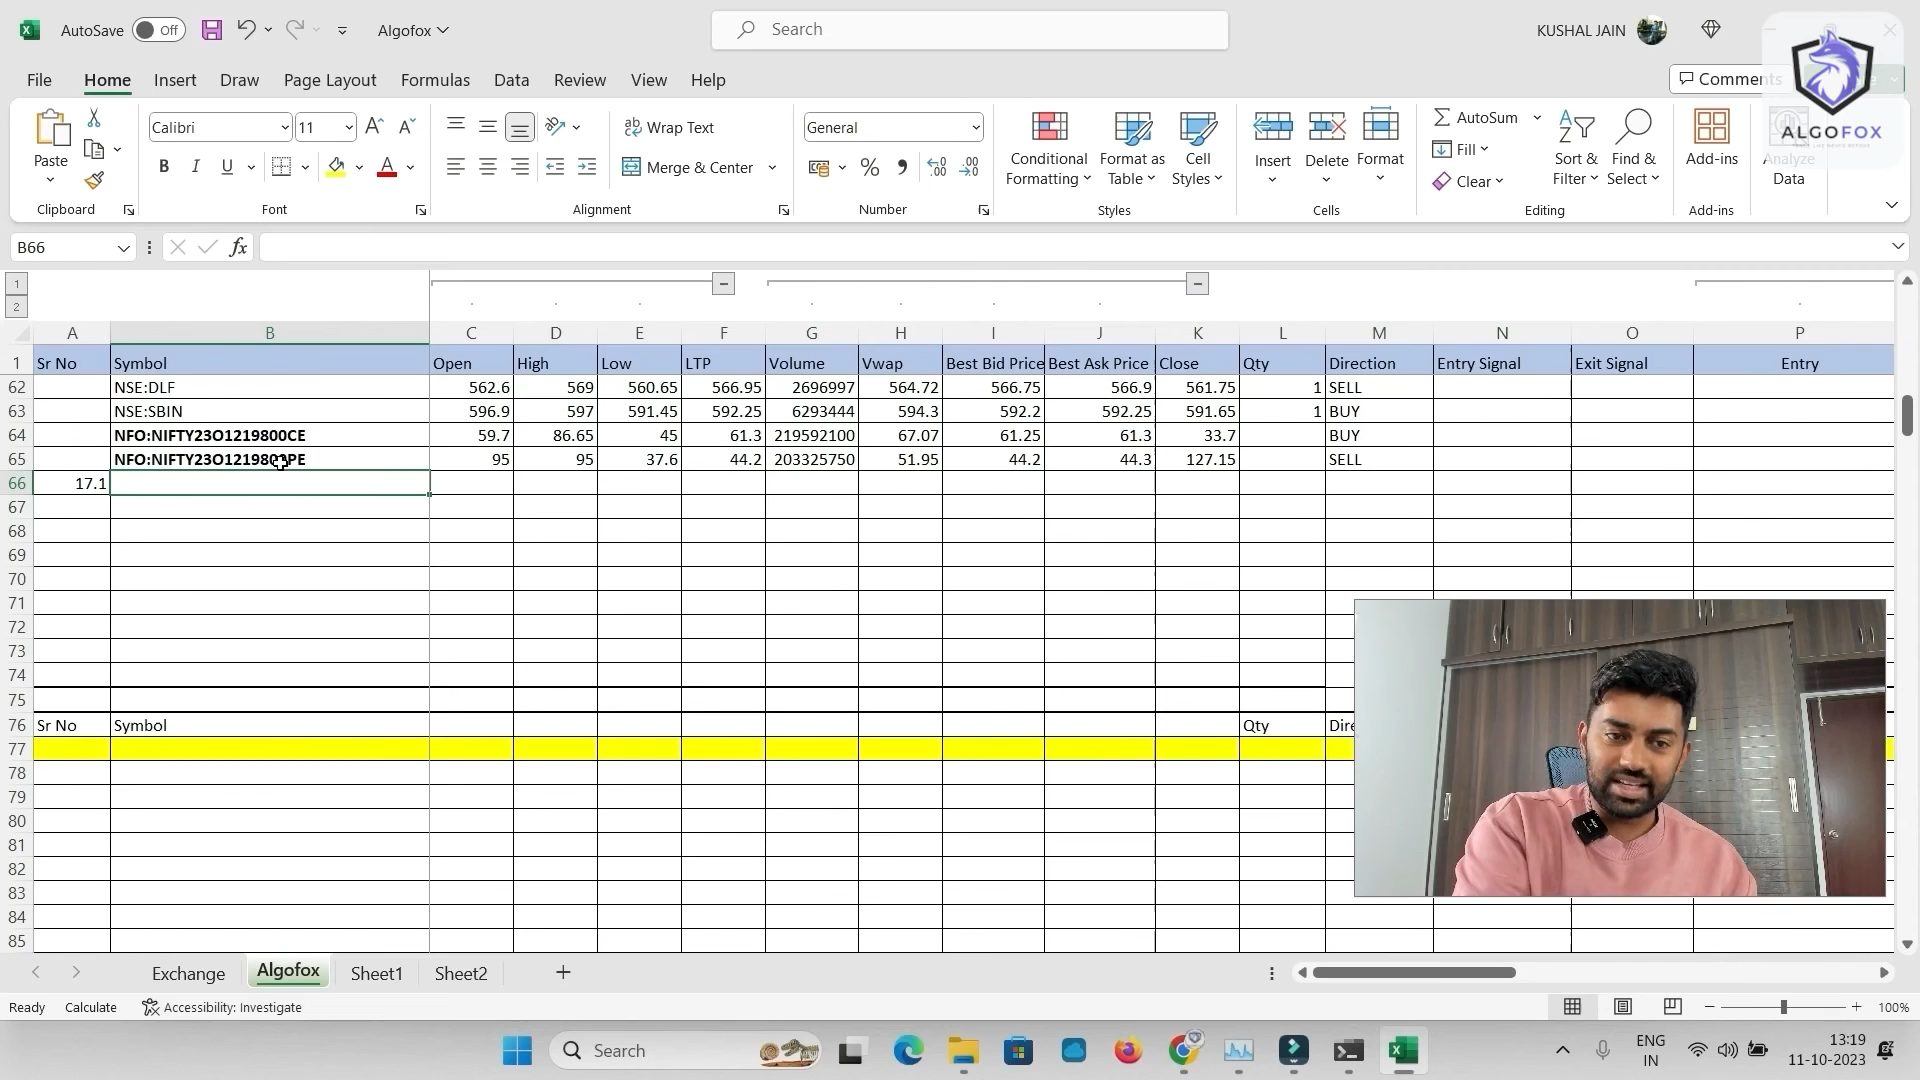 AutoSave Off Algofox Search KUSHAL JAIN
File Home Insert Draw Page Layout Formulas Data Review View Help Comments
ALGOFOX
Paste Calibri 11 Wrap Text General Conditional Formatting Format as Table Cell Styles Insert Delete Format AutoSum Fill Clear Sort & Filter Find & Select Add-ins Analyze Data
Merge & Center
Clipboard Font Alignment Number Styles Cells Editing Add-ins
B66 fx
1
2
A B C D E F G H I J K L M N O P
1 Sr No Symbol Open High Low LTP Volume Vwap Best Bid Price Best Ask Price Close Qty Direction Entry Signal Exit Signal Entry
62 NSE:DLF 562.6 569 560.65 566.95 2696997 564.72 566.75 566.9 561.75 1 SELL
63 NSE:SBIN 596.9 597 591.45 592.25 6293444 594.3 592.2 592.25 591.65 1 BUY
64 NFO:NIFTY23O1219800CE 59.7 86.65 45 61.3 219592100 67.07 61.25 61.3 33.7 BUY
65 95 95 37.6 44.2 203325750 51.95 44.2 44.3 127.15 SELL
66 17.1
67
68
69
70
71
72
73
74
75
76 Sr No Symbol Qty
77
78
79
80
81
82
83
84
85
Exchange Algofox Sheet1 Sheet2
Ready Calculate Accessibility: Investigate 100%
Search ENG IN 13:19 11-10-2023